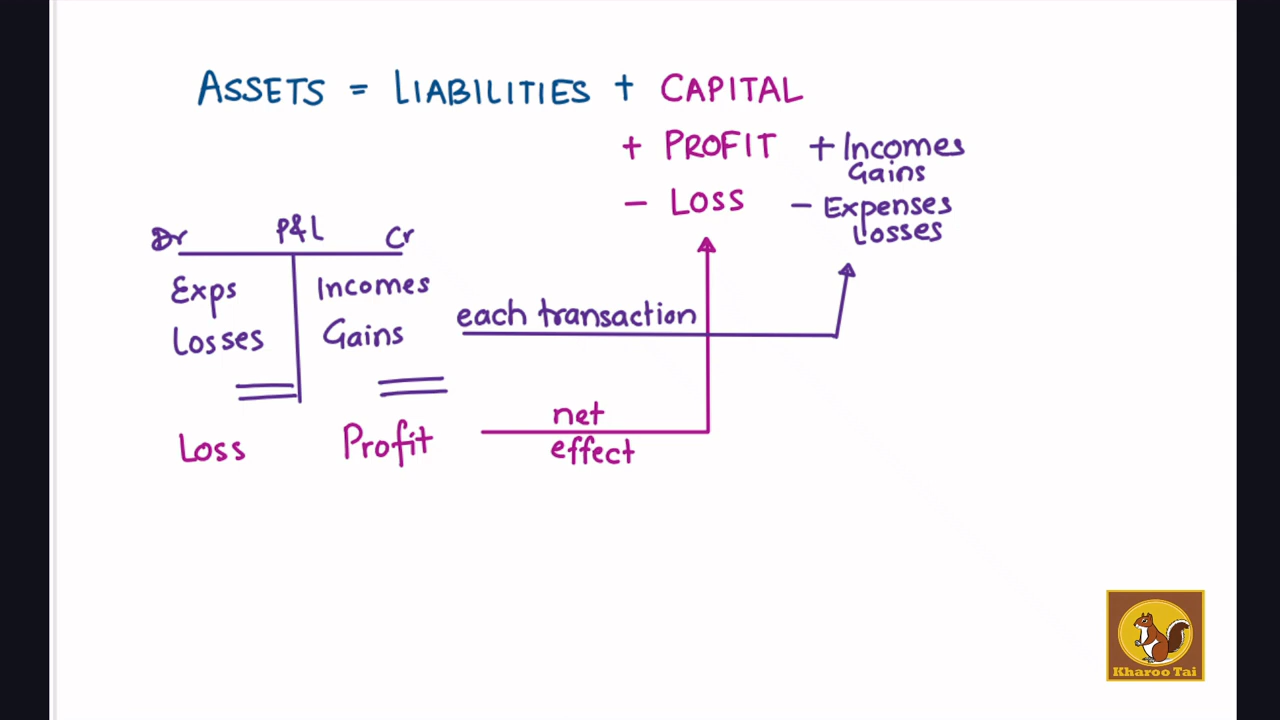 ASSETS = LIABILITIES + CAPITAL
+ PROFIT + Incomes
Gains
- LOSS - Expenses
Losses
Dr P&L Cr
Exps Incomes
Losses Gains
each transaction
Loss Profit
net
effect
Kharoo Tai